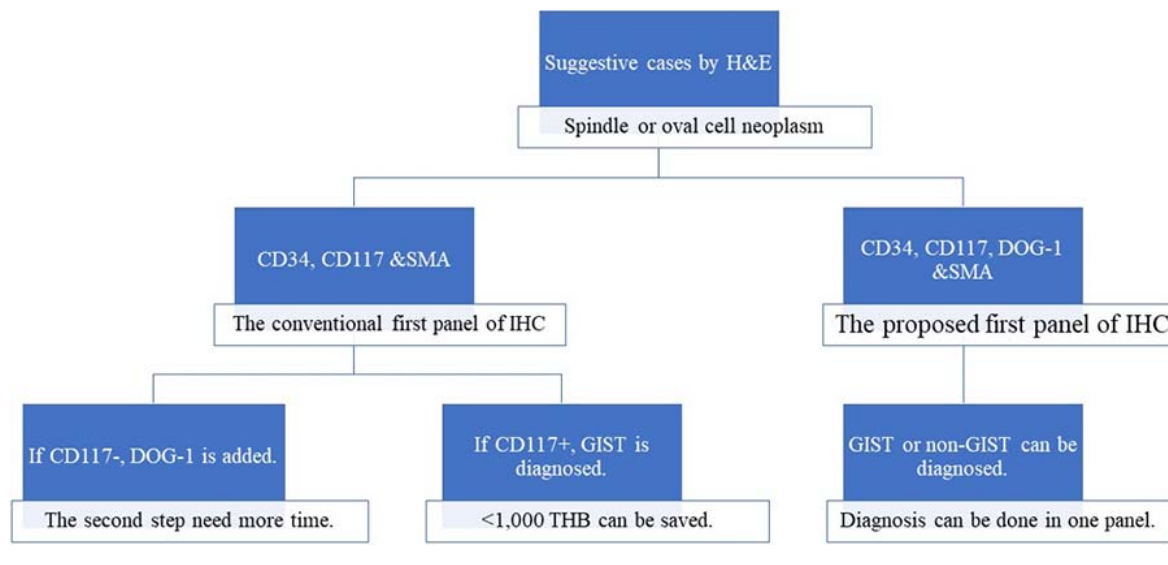 Suggestive cases by H&E
Spindle or oval cell neoplasm
CD34, CD117 &SMA
The conventional first panel of IHC
CD34, CD117, DOG-1
&SMA
The proposed first panel of IHC
If CD117-, DOG-1 is added.
The second step need more time.
If CD117+, GIST is
diagnosed.
<1,000 THB can be saved.
GIST or non-GIST can be
diagnosed.
Diagnosis can be done in one panel.